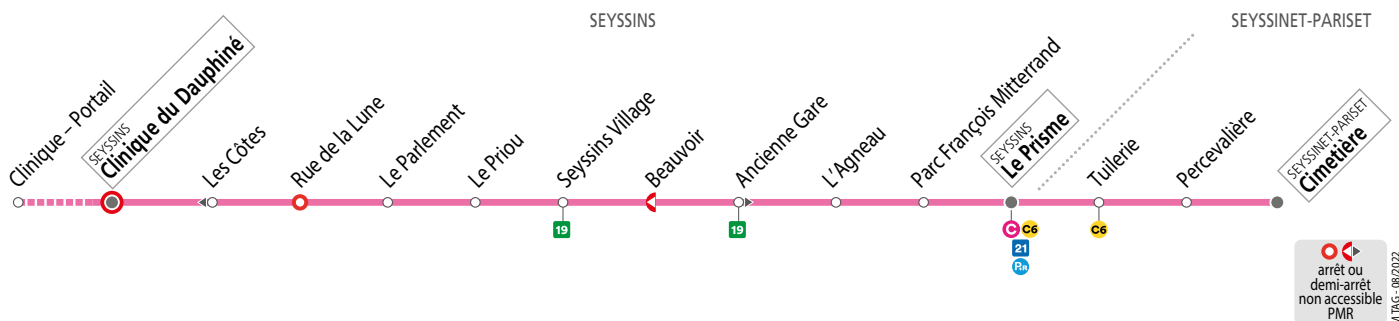 SEYSSINS
SEYSSINET-PARISET
Clinique – Portail
SEYSSINS
Clinique du Dauphiné
Les Côtes
Rue de la Lune
Le Parlement
Le Priou
Seyssins Village
Beauvoir
Ancienne Gare
L'Agneau
Parc François Mitterrand
SEYSSINS
Le Prisme
Tuilerie
Percevalière
SEYSSINET-PARISET
Cimetière
19
19
C C6
21
P+R
C6
arrêt ou
demi-arrêt
non accessible
PMR
TAG - 08/2022